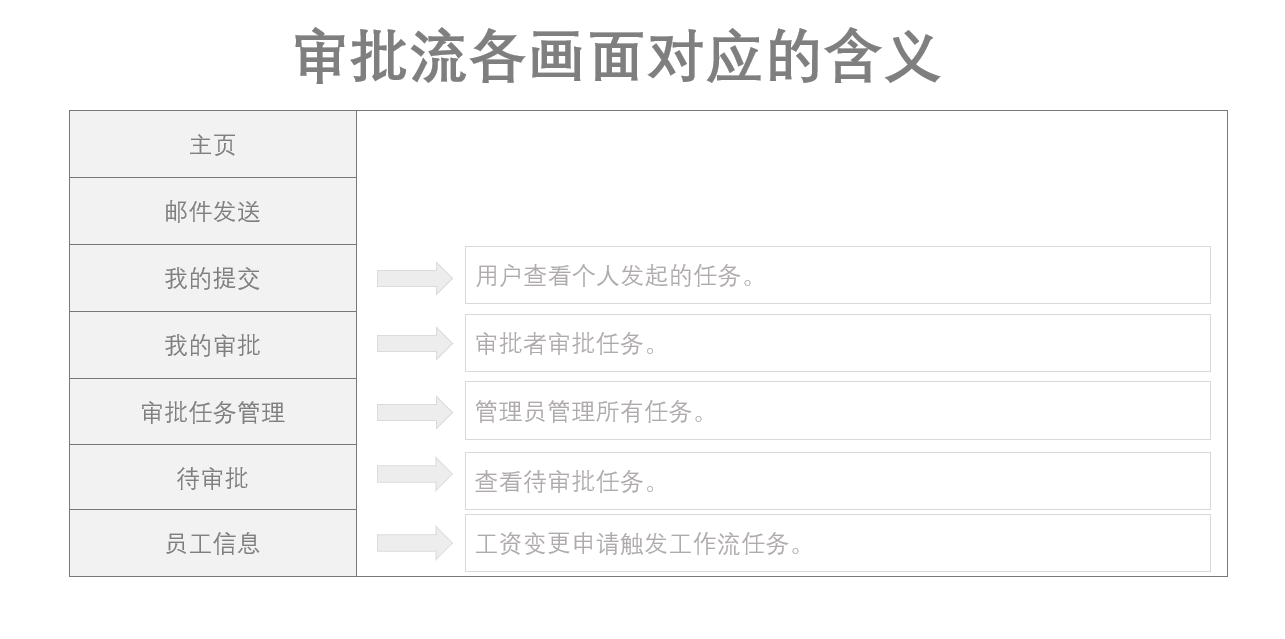 审批流各画面对应的含义
主页
邮件发送
我的提交
用户查看个人发起的任务。
我的审批
审批者审批任务。
审批任务管理
管理员管理所有任务。
待审批
查看待审批任务。
员工信息
工资变更申请触发工作流任务。